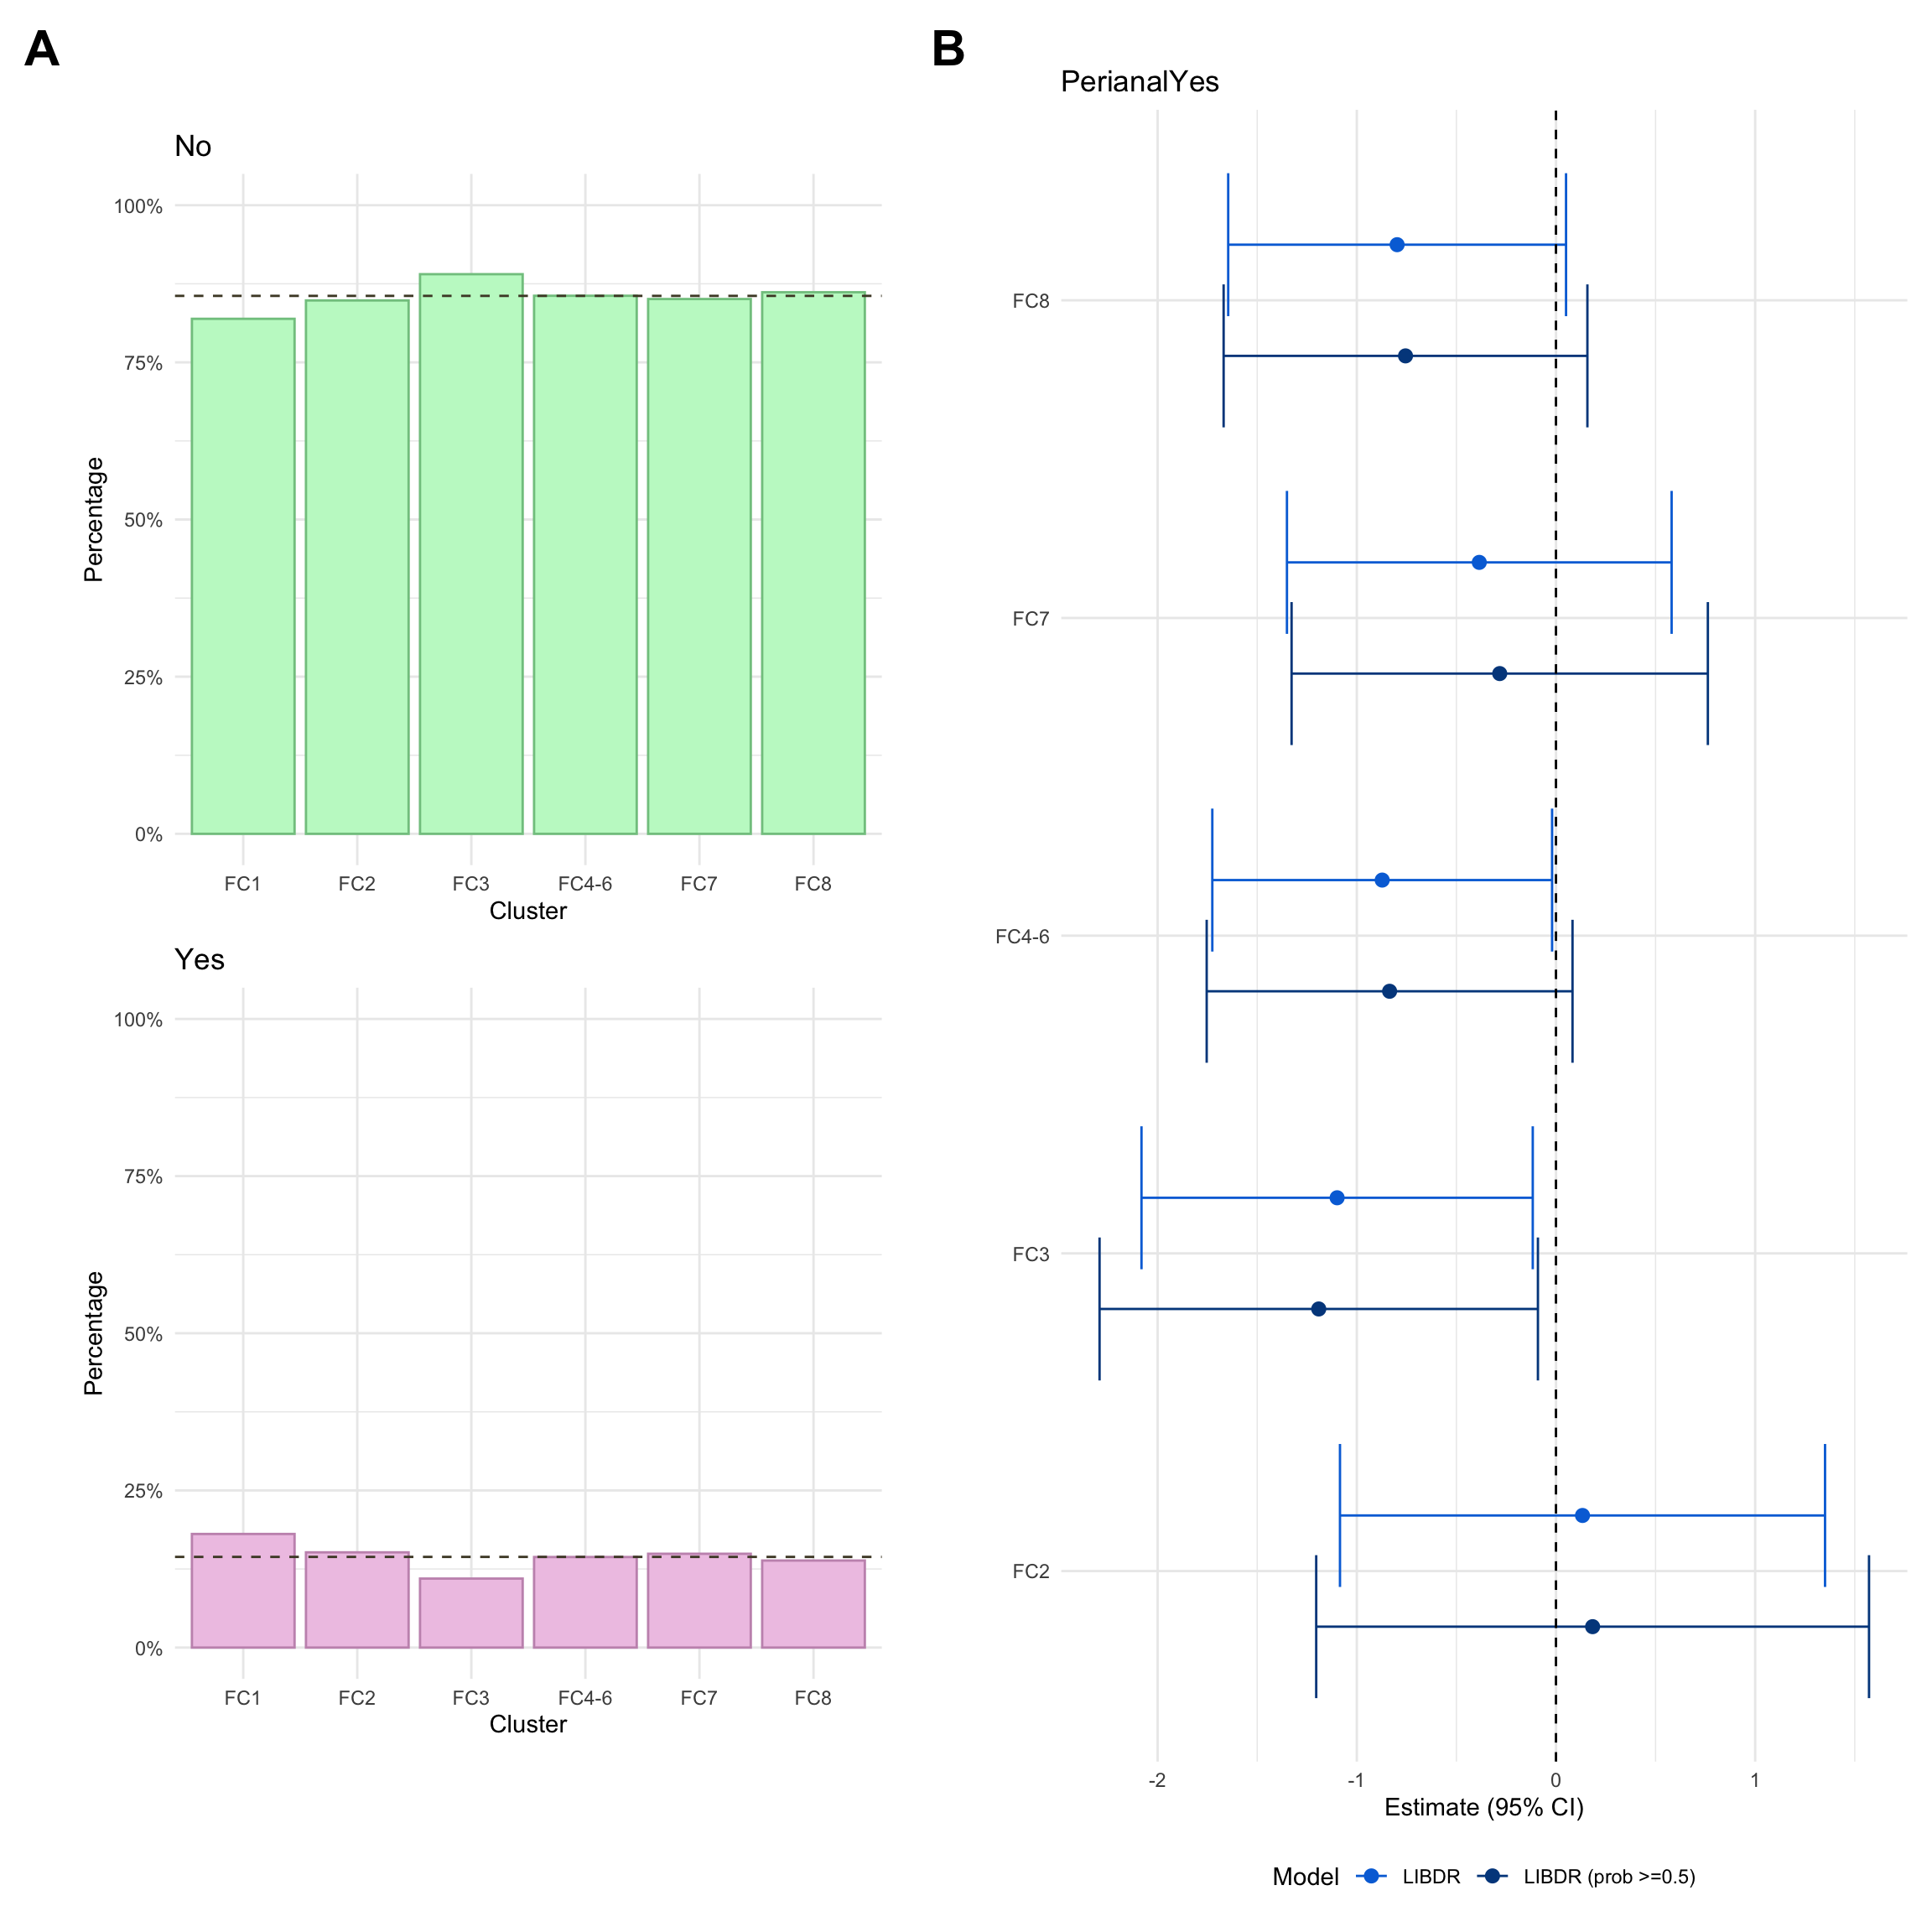 A
No
100%
75%
50%
25%
0%
Percentage
FC1 FC2 FC3 FC4-6 FC7 FC8
Cluster
Yes
100%
75%
50%
25%
0%
Percentage
FC1 FC2 FC3 FC4-6 FC7 FC8
Cluster
B
PerianalYes
FC8
FC7
FC4-6
FC3
FC2
-2 -1 0 1
Estimate (95% CI)
Model LIBDR LIBDR (prob >=0.5)